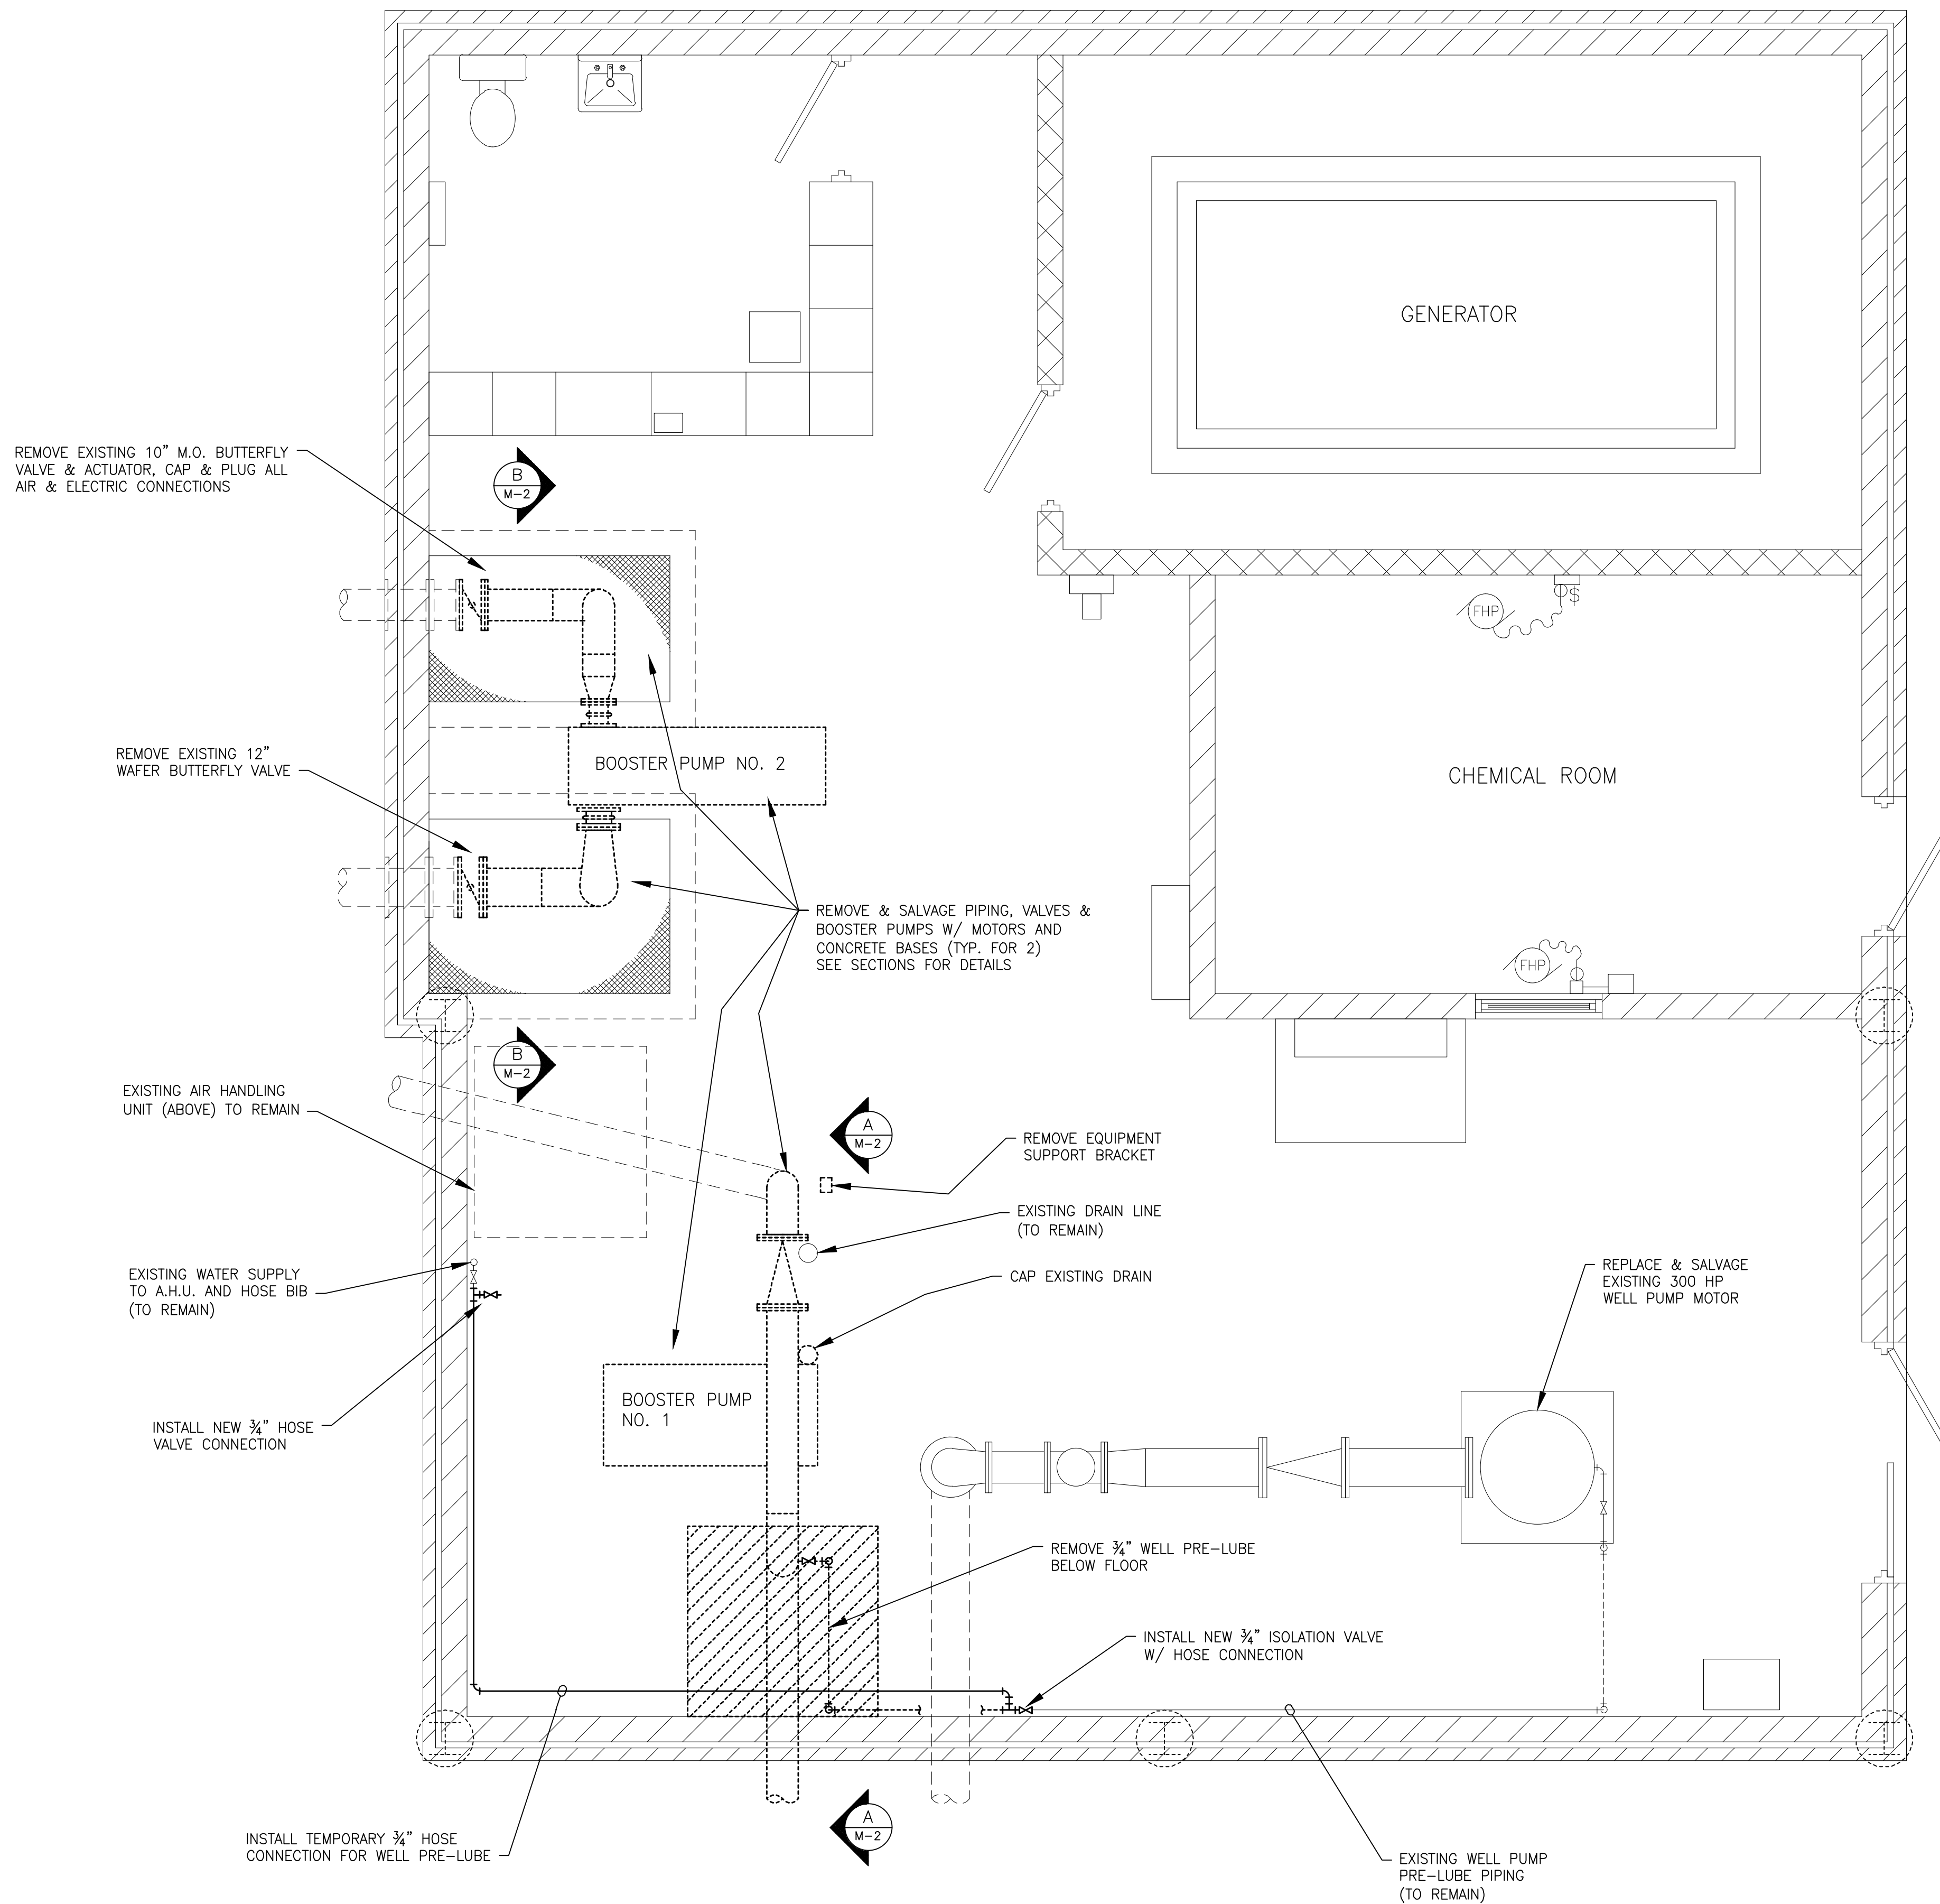 GENERATOR
REMOVE EXISTING 10" M.O. BUTTERFLY
VALVE & ACTUATOR, CAP & PLUG ALL
AIR & ELECTRIC CONNECTIONS
B
M-2
FHP
$
REMOVE EXISTING 12"
WAFER BUTTERFLY VALVE
BOOSTER PUMP NO. 2
CHEMICAL ROOM
REMOVE & SALVAGE PIPING, VALVES &
BOOSTER PUMPS W/ MOTORS AND
CONCRETE BASES (TYP. FOR 2)
SEE SECTIONS FOR DETAILS
FHP
B
M-2
EXISTING AIR HANDLING
UNIT (ABOVE) TO REMAIN
A
M-2
REMOVE EQUIPMENT
SUPPORT BRACKET
EXISTING DRAIN LINE
(TO REMAIN)
EXISTING WATER SUPPLY
TO A.H.U. AND HOSE BIB
(TO REMAIN)
CAP EXISTING DRAIN
REPLACE & SALVAGE
EXISTING 300 HP
WELL PUMP MOTOR
INSTALL NEW ¾" HOSE
VALVE CONNECTION
BOOSTER PUMP
NO. 1
REMOVE ¾" WELL PRE-LUBE
BELOW FLOOR
INSTALL NEW ¾" ISOLATION VALVE
W/ HOSE CONNECTION
A
M-2
INSTALL TEMPORARY ¾" HOSE
CONNECTION FOR WELL PRE-LUBE
EXISTING WELL PUMP
PRE-LUBE PIPING
(TO REMAIN)